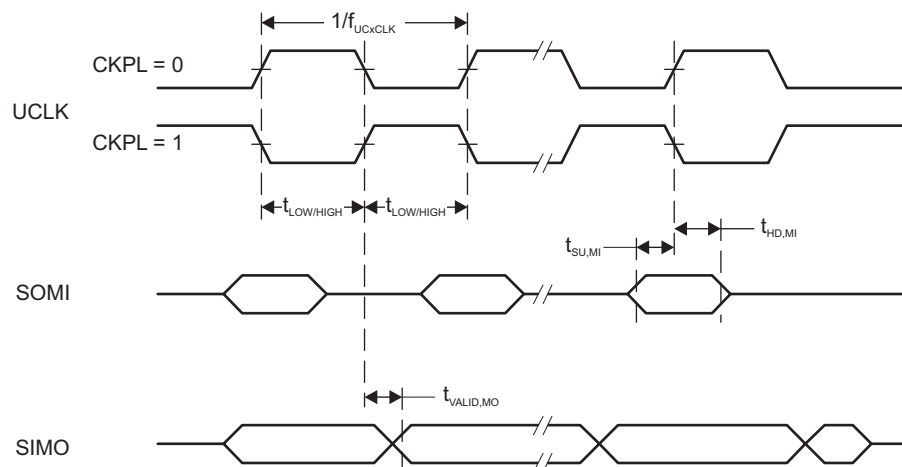 1/fUCxCLK
CKPL = 0
UCLK
CKPL = 1
tLOW/HIGH tLOW/HIGH
tHD,MI
tSU,MI
SOMI
tVALID,MO
SIMO